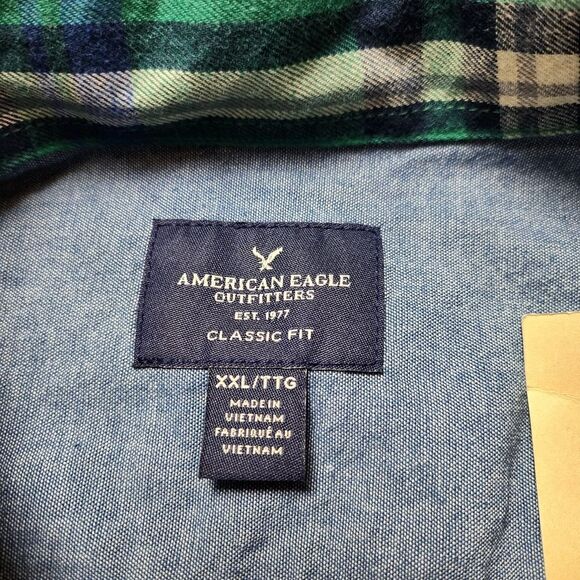 AMERICAN EAGLE
OUTFITTERS
EST. 1977
CLASSIC FIT
XXL/TTG
MADE IN
VIETNAM
FABRIQUÉ AU
VIETNAM